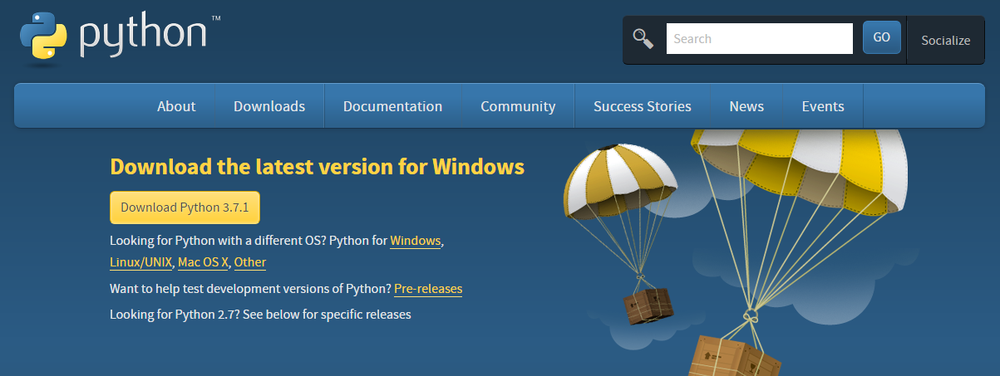 python™
Search
GO
Socialize
About
Downloads
Documentation
Community
Success Stories
News
Events
Download the latest version for Windows
Download Python 3.7.1
Looking for Python with a different OS? Python for Windows,
Linux/UNIX, Mac OS X, Other
Want to help test development versions of Python? Pre-releases
Looking for Python 2.7? See below for specific releases